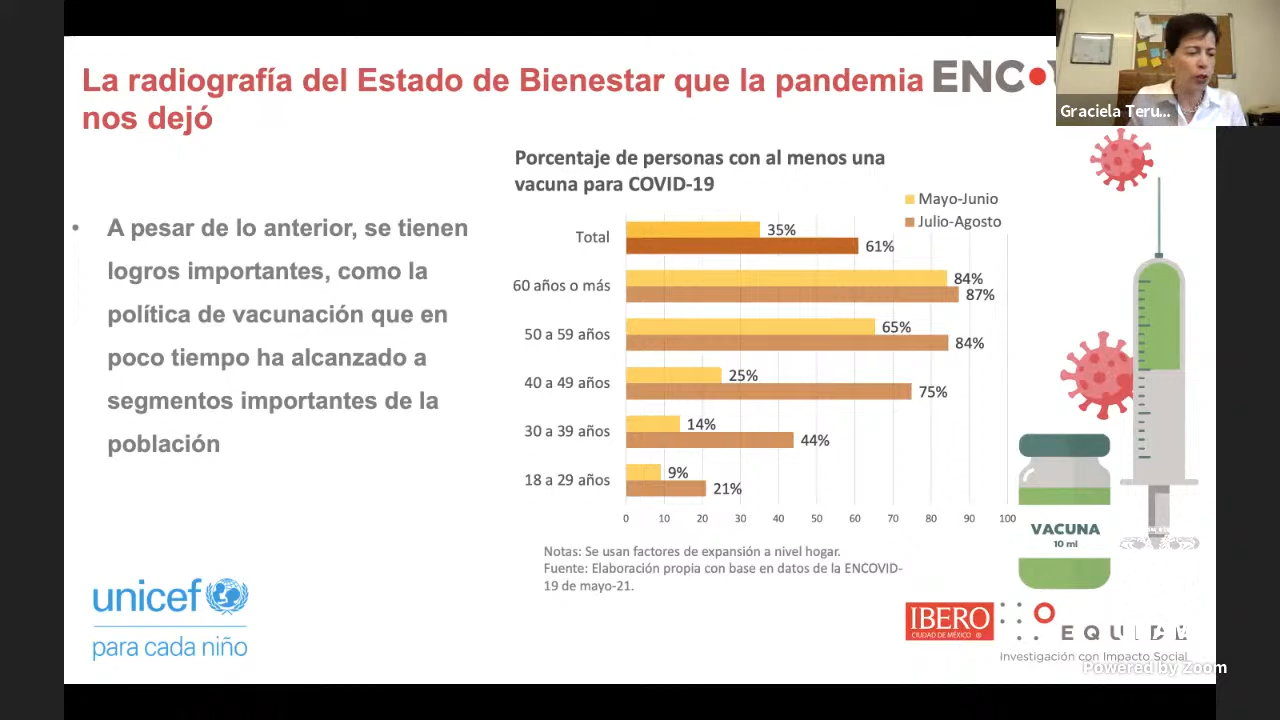 La radiografía del Estado de Bienestar que la pandemia
nos dejó
Graciela Teru...
Porcentaje de personas con al menos una
vacuna para COVID-19
Mayo-Junio
Julio-Agosto
• A pesar de lo anterior, se tienen
logros importantes, como la
política de vacunación que en
poco tiempo ha alcanzado a
segmentos importantes de la
población
Total 35%
61%
60 años o más 84%
87%
50 a 59 años 65%
84%
40 a 49 años 25%
75%
30 a 39 años 14%
44%
18 a 29 años 9%
21%
0 10 20 30 40 50 60 70 80 90 100
VACUNA
10 ml
Notas: Se usan factores de expansión a nivel hogar.
Fuente: Elaboración propia con base en datos de la ENCOVID-
19 de mayo-21.
unicef
para cada niño
IBERO
CIUDAD DE MÉXICO ®
Investigación con Impacto Social
Powered by Zoom